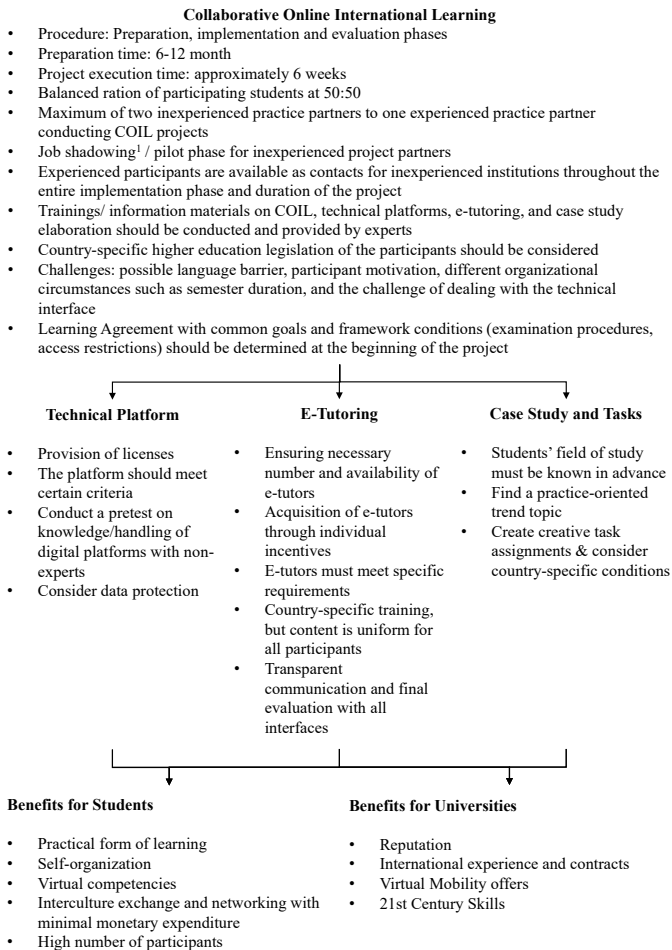 Collaborative Online International Learning
• Procedure: Preparation, implementation and evaluation phases
• Preparation time: 6-12 month
• Project execution time: approximately 6 weeks
• Balanced ration of participating students at 50:50
• Maximum of two inexperienced practice partners to one experienced practice partner
conducting COIL projects
• Job shadowing¹ / pilot phase for inexperienced project partners
• Experienced participants are available as contacts for inexperienced institutions throughout the
entire implementation phase and duration of the project
• Trainings/ information materials on COIL, technical platforms, e-tutoring, and case study
elaboration should be conducted and provided by experts
• Country-specific higher education legislation of the participants should be considered
• Challenges: possible language barrier, participant motivation, different organizational
circumstances such as semester duration, and the challenge of dealing with the technical
interface
• Learning Agreement with common goals and framework conditions (examination procedures,
access restrictions) should be determined at the beginning of the project
Technical Platform
• Provision of licenses
• The platform should meet
certain criteria
• Conduct a pretest on
knowledge/handling of
digital platforms with non-
experts
• Consider data protection
E-Tutoring
• Ensuring necessary
number and availability of
e-tutors
• Acquisition of e-tutors
through individual
incentives
• E-tutors must meet specific
requirements
• Country-specific training,
but content is uniform for
all participants
• Transparent
communication and final
evaluation with all
interfaces
Case Study and Tasks
• Students' field of study
must be known in advance
• Find a practice-oriented
trend topic
• Create creative task
assignments & consider
country-specific conditions
Benefits for Students
• Practical form of learning
• Self-organization
• Virtual competencies
• Interculture exchange and networking with
minimal monetary expenditure
• High number of participants
Benefits for Universities
• Reputation
• International experience and contracts
• Virtual Mobility offers
• 21st Century Skills